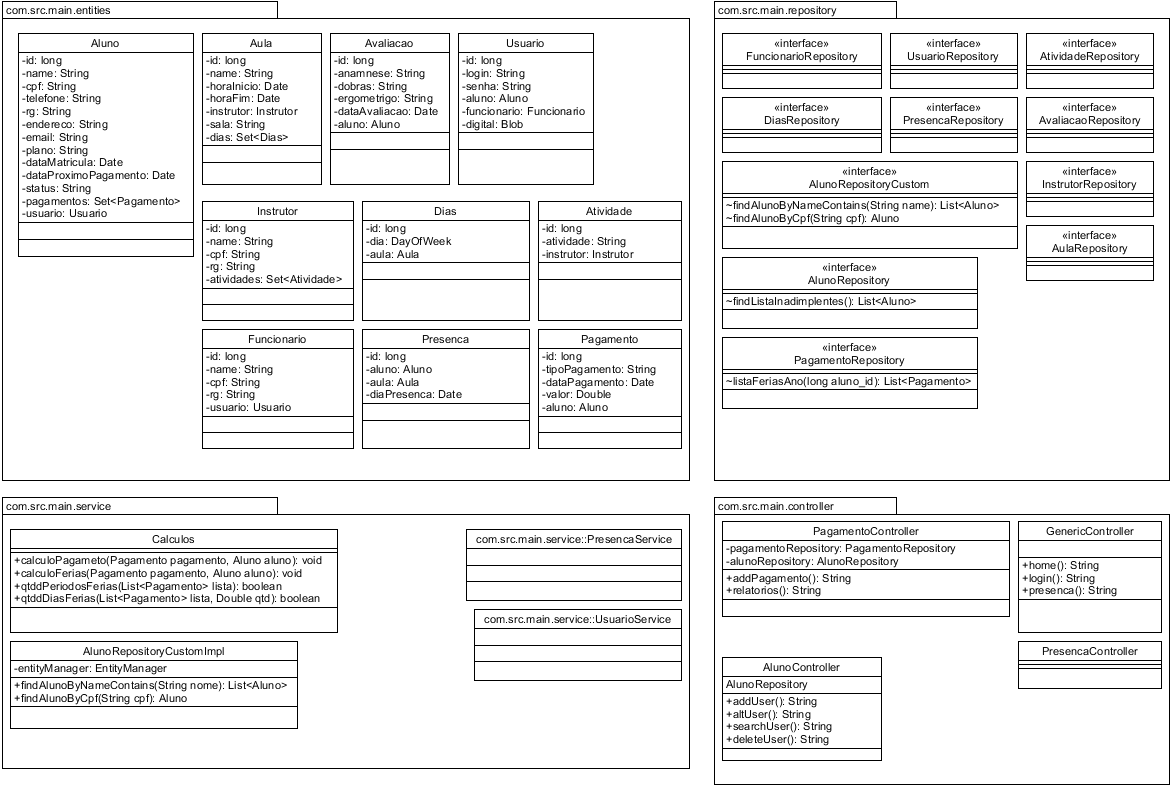 com.src.main.entities
Aluno
-id: long
-name: String
-cpf: String
-telefone: String
-rg: String
-endereco: String
-email: String
-plano: String
-dataMatricula: Date
-dataProximoPagamento: Date
-status: String
-pagamentos: Set<Pagamento>
-usuario: Usuario
Aula
-id: long
-name: String
-horaInicio: Date
-horaFim: Date
-instrutor: Instrutor
-sala: String
-dias: Set<Dias>
Avaliacao
-id: long
-anamnese: String
-dobras: String
-ergometrigo: String
-dataAvaliacao: Date
-aluno: Aluno
Usuario
-id: long
-login: String
-senha: String
-aluno: Aluno
-funcionario: Funcionario
-digital: Blob
Instrutor
-id: long
-name: String
-cpf: String
-rg: String
-atividades: Set<Atividade>
Dias
-id: long
-dia: DayOfWeek
-aula: Aula
Atividade
-id: long
-atividade: String
-instrutor: Instrutor
Funcionario
-id: long
-name: String
-cpf: String
-rg: String
-usuario: Usuario
Presenca
-id: long
-aluno: Aluno
-aula: Aula
-diaPresenca: Date
Pagamento
-id: long
-tipoPagamento: String
-dataPagamento: Date
-valor: Double
-aluno: Aluno
com.src.main.repository
«interface»
FuncionarioRepository
«interface»
UsuarioRepository
«interface»
AtividadeRepository
«interface»
DiasRepository
«interface»
PresencaRepository
«interface»
AvaliacaoRepository
«interface»
AlunoRepositoryCustom
~findAlunoByNameContains(String name): List<Aluno>
~findAlunoByCpf(String cpf): Aluno
«interface»
InstrutorRepository
«interface»
AulaRepository
«interface»
AlunoRepository
~findListaInadimplentes(): List<Aluno>
«interface»
PagamentoRepository
~listaFeriasAno(long aluno_id): List<Pagamento>
com.src.main.service
Calculos
+calculoPagameto(Pagamento pagamento, Aluno aluno): void
+calculoFerias(Pagamento pagamento, Aluno aluno): void
+qtddPeriodosFerias(List<Pagamento> lista): boolean
+qtddDiasFerias(List<Pagamento> lista, Double qtd): boolean
com.src.main.service::PresencaService
com.src.main.service::UsuarioService
AlunoRepositoryCustomImpl
-entityManager: EntityManager
+findAlunoByNameContains(String nome): List<Aluno>
+findAlunoByCpf(String cpf): Aluno
com.src.main.controller
PagamentoController
-pagamentoRepository: PagamentoRepository
-alunoRepository: AlunoRepository
+addPagamento(): String
+relatorios(): String
GenericController
+home(): String
+login(): String
+presenca(): String
PresencaController
AlunoController
AlunoRepository
+addUser(): String
+altUser(): String
+searchUser(): String
+deleteUser(): String